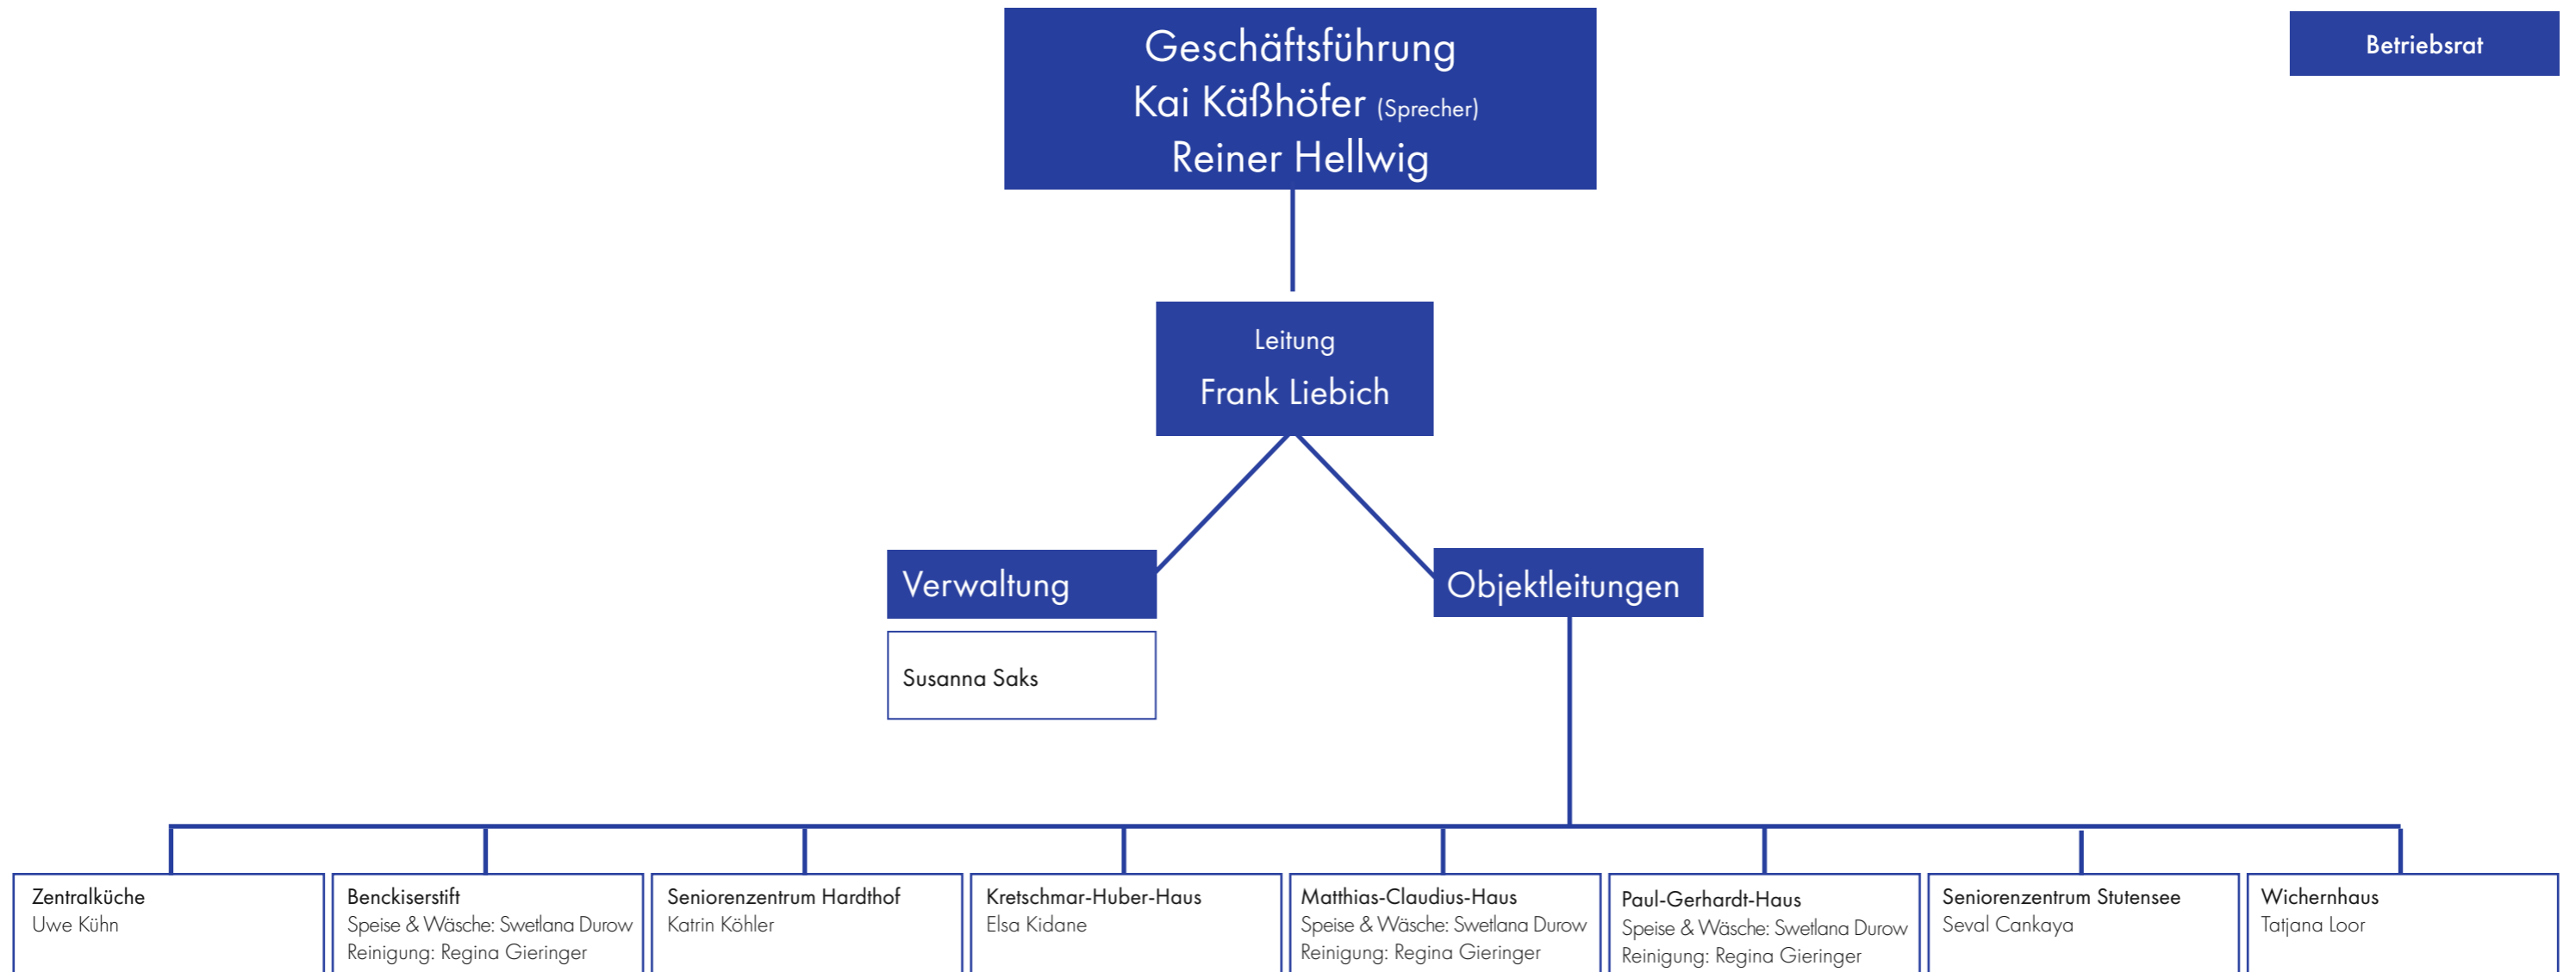 Geschäftsführung
Kai Käßhöfer (Sprecher)
Reiner Hellwig
Betriebsrat
Leitung
Frank Liebich
Verwaltung
Susanna Saks
Objektleitungen
Zentralküche
Uwe Kühn
Benckiserstift
Speise & Wäsche: Swetlana Durow
Reinigung: Regina Gieringer
Seniorenzentrum Hardthof
Katrin Köhler
Kretschmar-Huber-Haus
Elsa Kidane
Matthias-Claudius-Haus
Speise & Wäsche: Swetlana Durow
Reinigung: Regina Gieringer
Paul-Gerhardt-Haus
Speise & Wäsche: Swetlana Durow
Reinigung: Regina Gieringer
Seniorenzentrum Stutensee
Seval Cankaya
Wichernhaus
Tatjana Loor